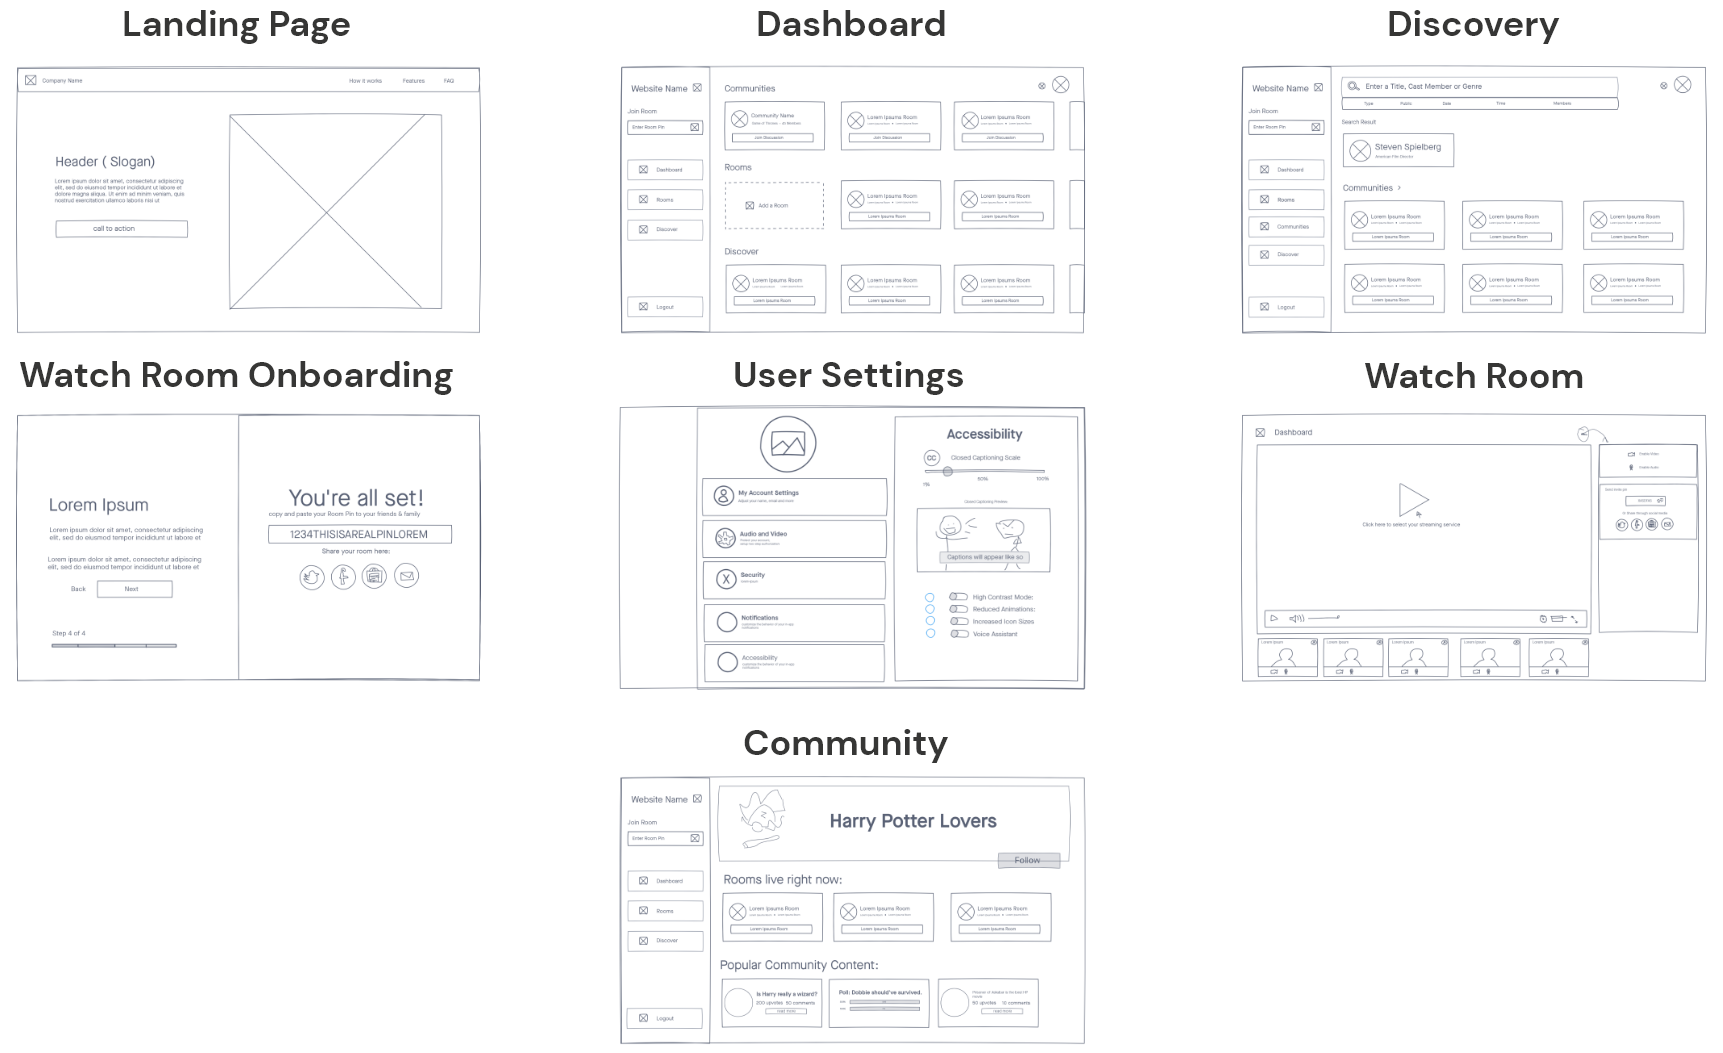 Landing Page
Company Name
How it works
Features
FAQ
Header ( Slogan)
Lorem ipsum dolor sit amet, consectetur adipiscing
elit, sed do eiusmod tempor incididunt ut labore et
dolore magna aliqua. Ut enim ad minim veniam, quis
nostrud exercitation ullamco laboris nisi ut
call to action
Dashboard
Website Name
Join Room
Enter Room Pin
Dashboard
Rooms
Discover
Logout
Communities
Community Name
Join Discussion
Lorem Ipsums Room
Join Discussion
Lorem Ipsums Room
Join Discussion
Rooms
Add a Room
Lorem Ipsums Room
Lorem Ipsums Room
Lorem Ipsums Room
Lorem Ipsums Room
Discover
Lorem Ipsums Room
Lorem Ipsums Room
Lorem Ipsums Room
Lorem Ipsums Room
Lorem Ipsums Room
Lorem Ipsums Room
Discovery
Website Name
Join Room
Enter Room Pin
Dashboard
Rooms
Communities
Discover
Logout
Enter a Title, Cast Member or Genre
Type
Public
Date
Time
Members
Search Result
Steven Spielberg
American Film Director
Communities >
Lorem Ipsums Room
Lorem Ipsums Room
Lorem Ipsums Room
Lorem Ipsums Room
Lorem Ipsums Room
Lorem Ipsums Room
Lorem Ipsums Room
Lorem Ipsums Room
Lorem Ipsums Room
Lorem Ipsums Room
Lorem Ipsums Room
Lorem Ipsums Room
Watch Room Onboarding
Lorem Ipsum
Lorem ipsum dolor sit amet, consectetur adipiscing
elit, sed do eiusmod tempor incididunt ut labore et
Lorem ipsum dolor sit amet, consectetur adipiscing
elit, sed do eiusmod tempor incididunt ut labore et
Back
Next
Step 4 of 4
You're all set!
copy and paste your Room Pin to your friends & family
1234THISISAREALPINLOREM
Share your room here:
User Settings
My Account Settings
Audio and Video
Security
Notifications
Accessibility
Accessibility
CC
Closed Captioning Scale
1%
50%
100%
Closed Captioning Preview
Captions will appear like so
High Contrast Mode:
Reduced Animations:
Increased Icon Sizes
Voice Assistant
Watch Room
Dashboard
Click here to select your streaming service
Enable Video
Enable Audio
Lorem Ipsum
Lorem Ipsum
Lorem Ipsum
Lorem Ipsum
Lorem Ipsum
Community
Website Name
Join Room
Enter Room Pin
Dashboard
Rooms
Discover
Logout
Harry Potter Lovers
Follow
Rooms live right now:
Lorem Ipsums Room
Lorem Ipsums Room
Lorem Ipsums Room
Lorem Ipsums Room
Lorem Ipsums Room
Lorem Ipsums Room
Popular Community Content:
Is Harry really a wizard?
200 upvotes 50 comments
read more
Poll: Dobbie should've survived.
90 upvotes 10 comments
read more